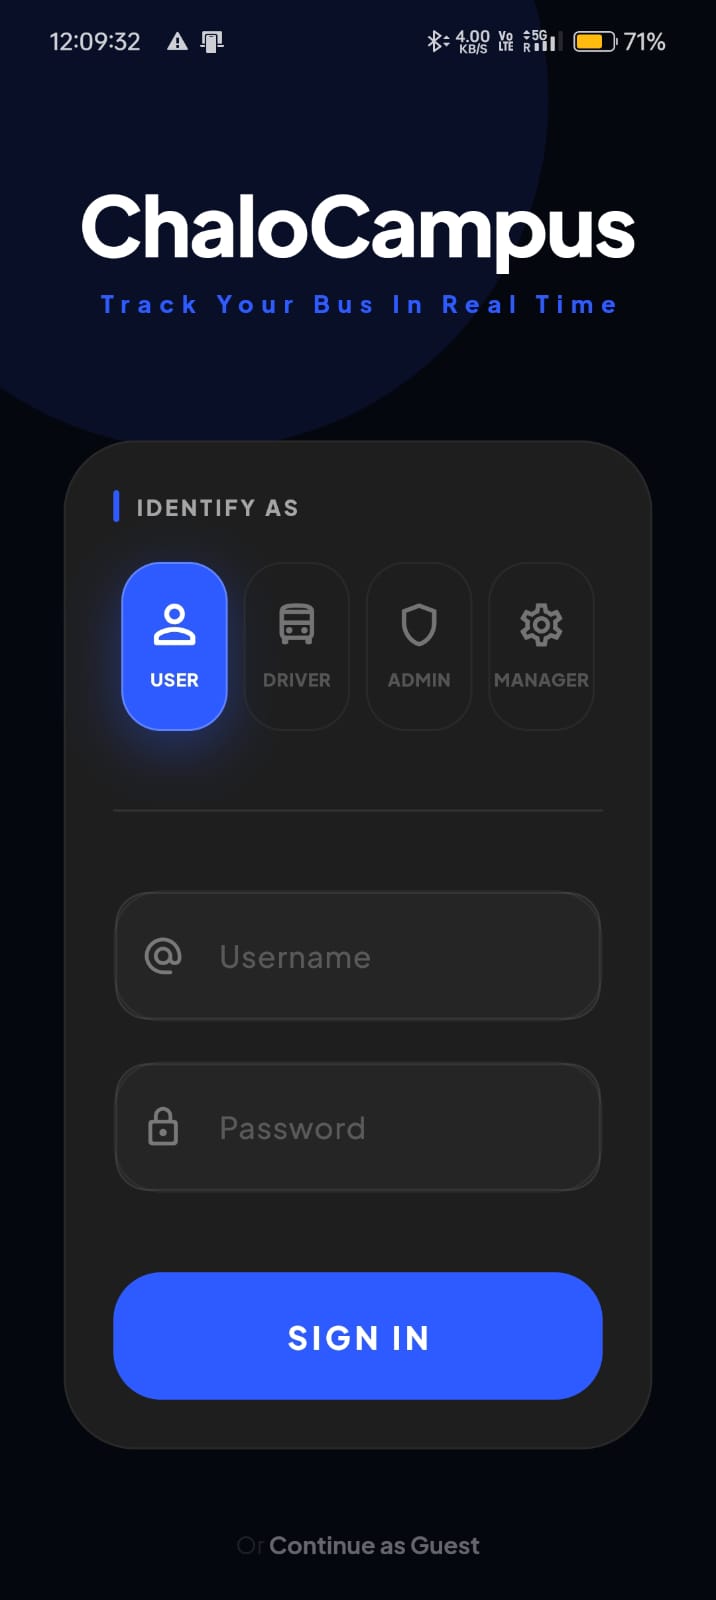 12:09:32 4.00 KB/S Vo LTE 5G R 71%
ChaloCampus
Track Your Bus In Real Time
IDENTIFY AS
USER DRIVER ADMIN MANAGER
Username
Password
SIGN IN
Or Continue as Guest